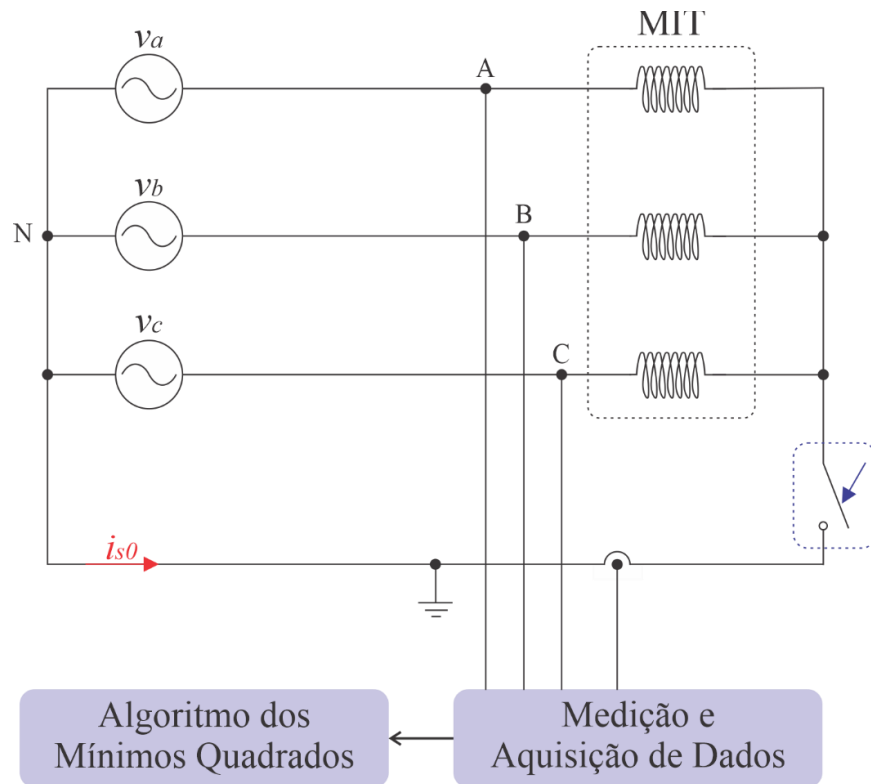 MIT
va
A
vb
N
B
vc
C
is0
Algoritmo dos
Mínimos Quadrados
Medição e
Aquisição de Dados